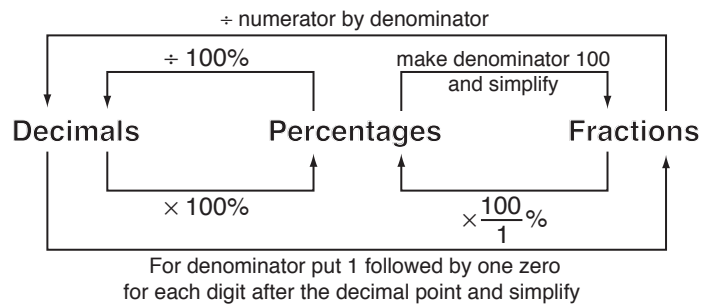 ÷ numerator by denominator
÷ 100%
make denominator 100
and simplify
Decimals Percentages Fractions
× 100%
× 100/1 %
For denominator put 1 followed by one zero
for each digit after the decimal point and simplify